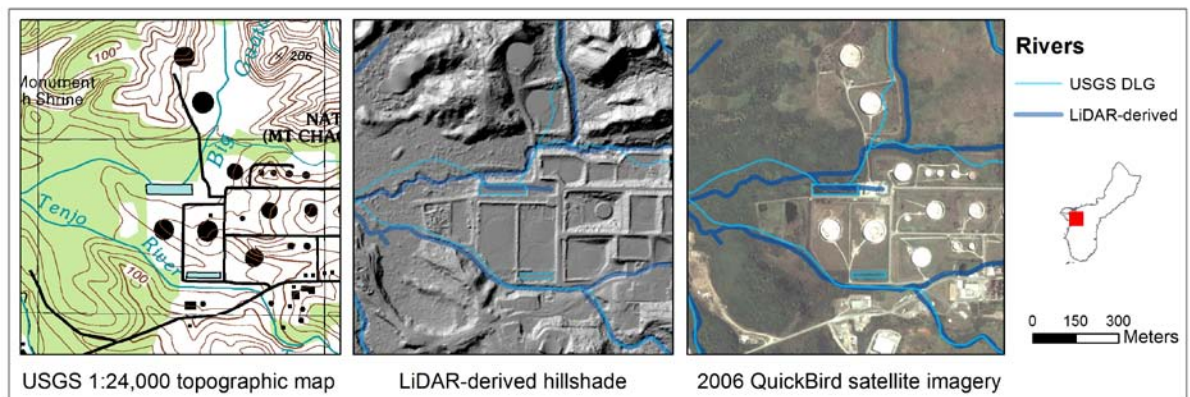 100
206
Monument
h Shrine
NAT
(MT CHAO
Big
Tenjo
River
100
USGS 1:24,000 topographic map
LiDAR-derived hillshade
2006 QuickBird satellite imagery
Rivers
USGS DLG
LiDAR-derived
0 150 300
Meters